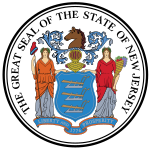 THE GREAT SEAL OF THE STATE OF NEW JERSEY
LIBERTY AND PROSPERITY
1776